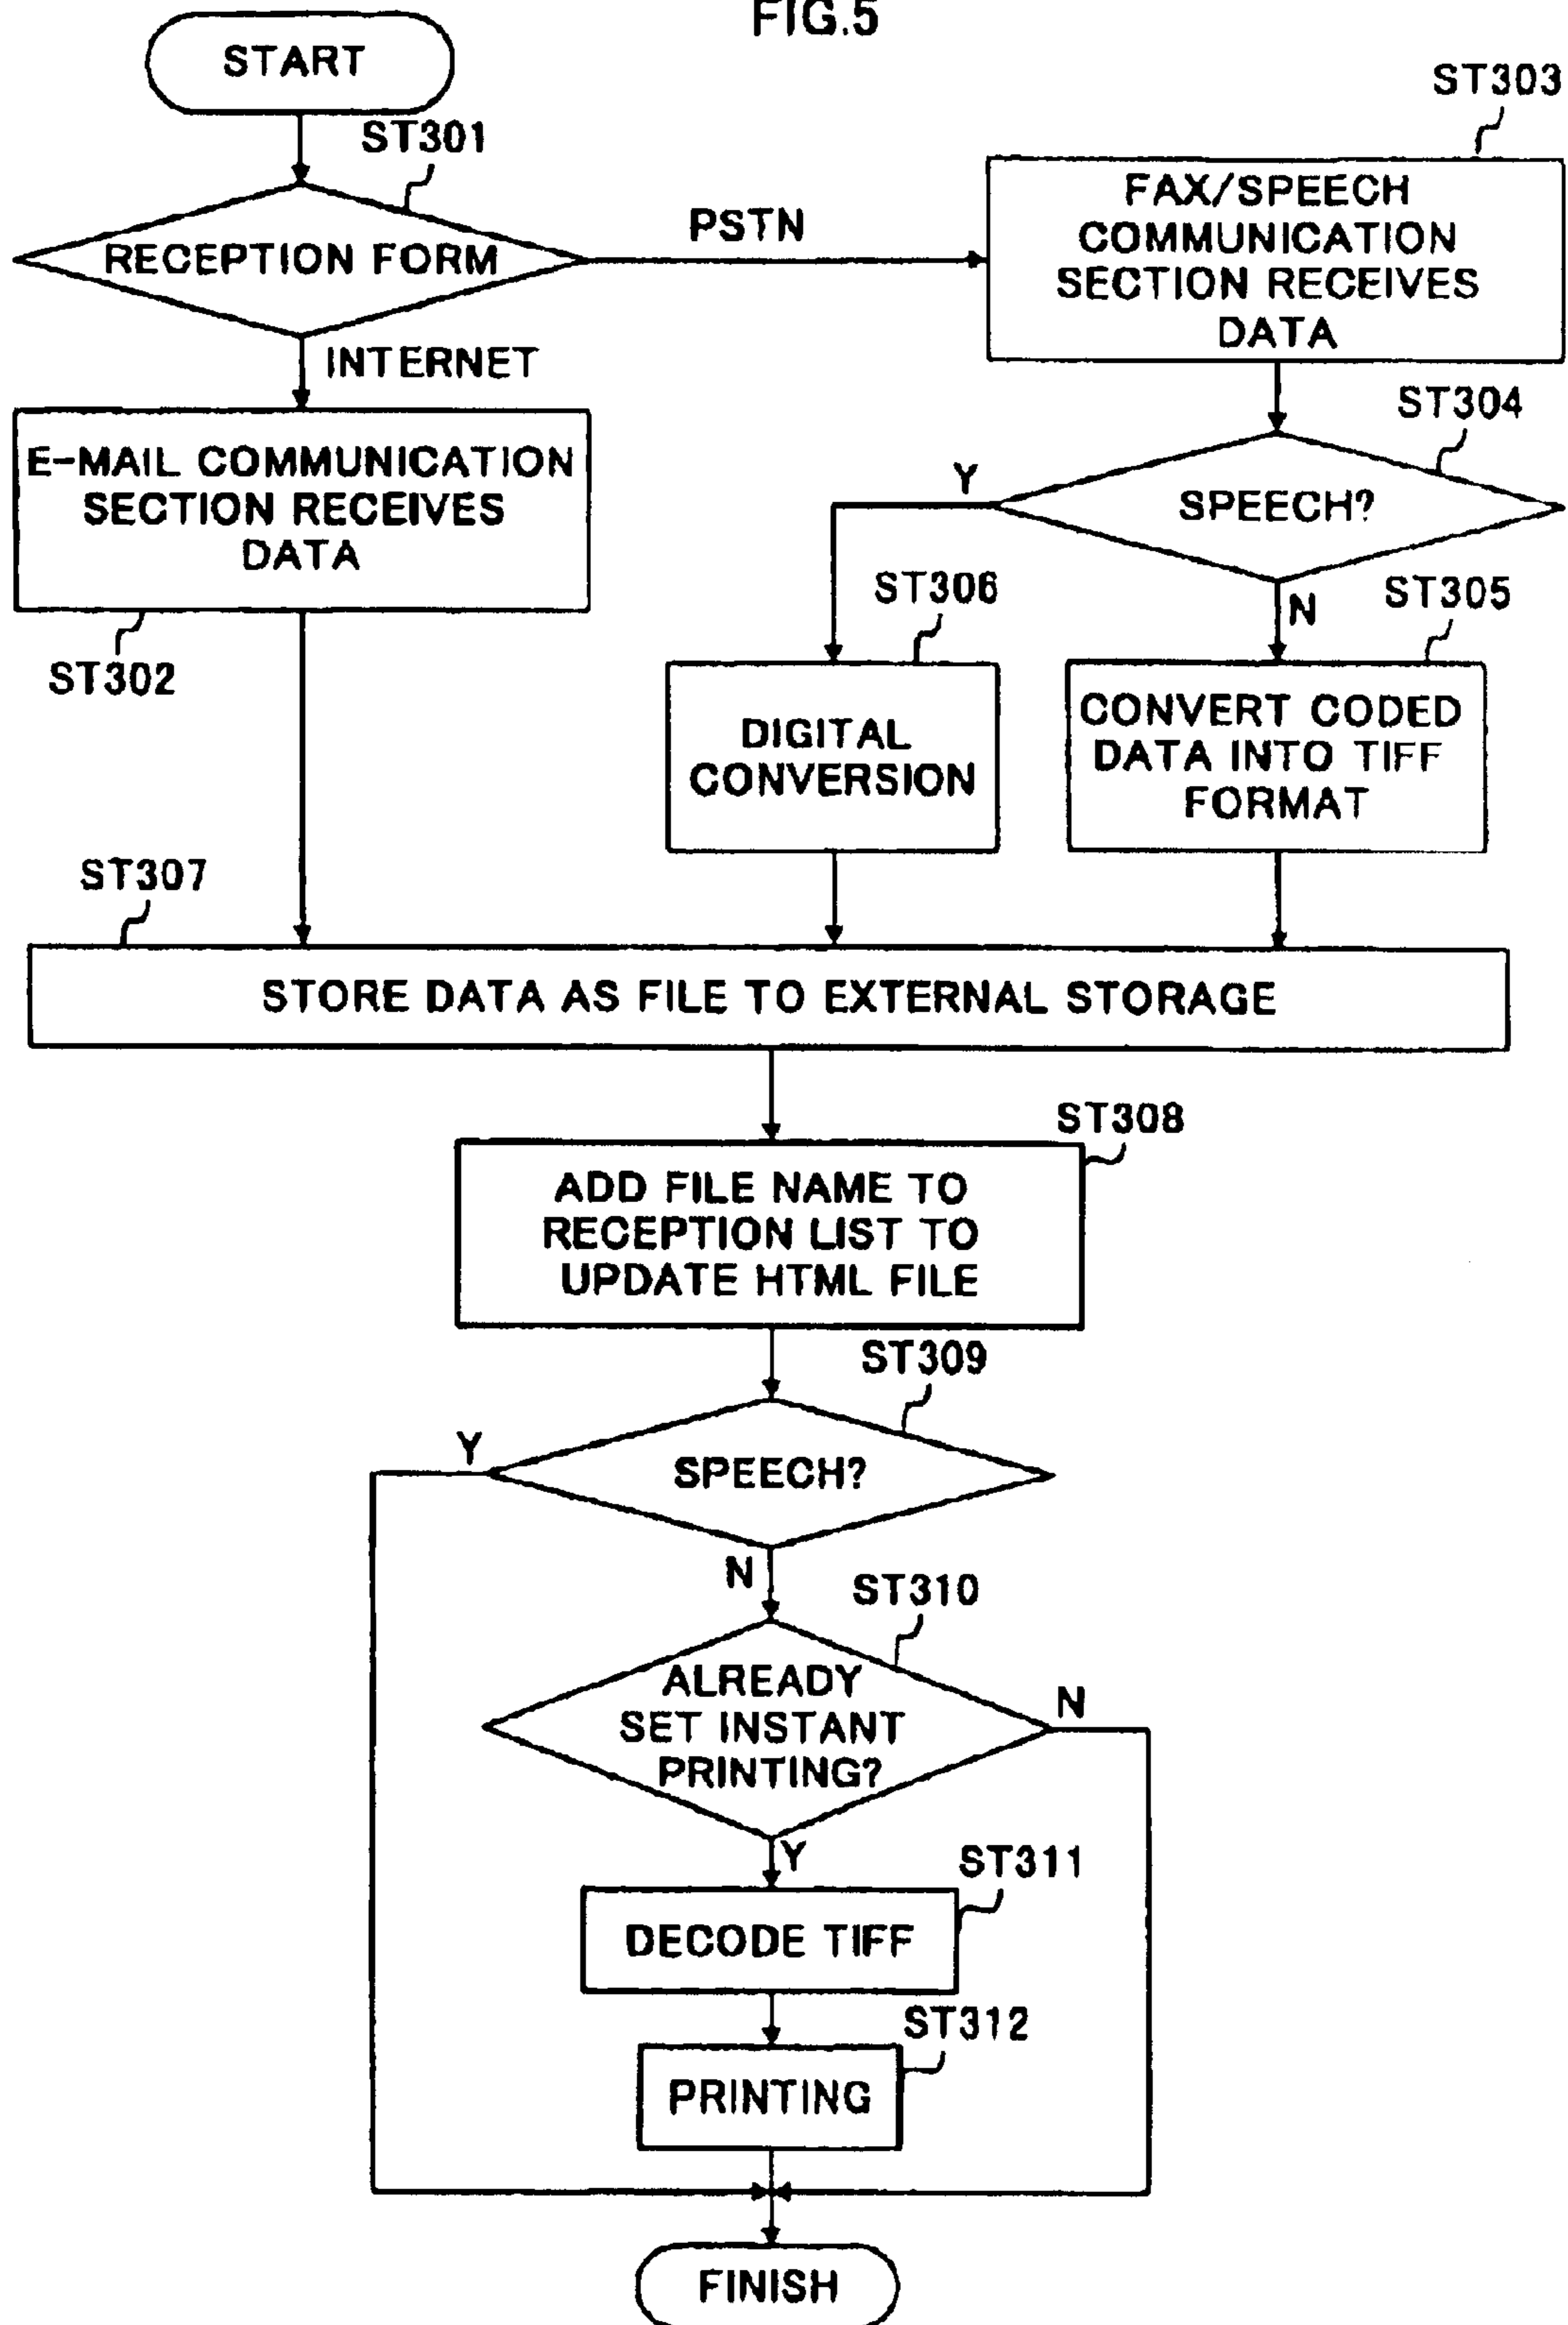 FIG.5
START
ST301
RECEPTION FORM
PSTN
ST303
FAX/SPEECH
COMMUNICATION
SECTION RECEIVES
DATA
INTERNET
E-MAIL COMMUNICATION
SECTION RECEIVES
DATA
ST302
ST304
SPEECH?
Y
N
ST306
DIGITAL
CONVERSION
ST305
CONVERT CODED
DATA INTO TIFF
FORMAT
ST307
STORE DATA AS FILE TO EXTERNAL STORAGE
ST308
ADD FILE NAME TO
RECEPTION LIST TO
UPDATE HTML FILE
ST309
SPEECH?
Y
N
ST310
ALREADY
SET INSTANT
PRINTING?
N
Y
ST311
DECODE TIFF
ST312
PRINTING
FINISH